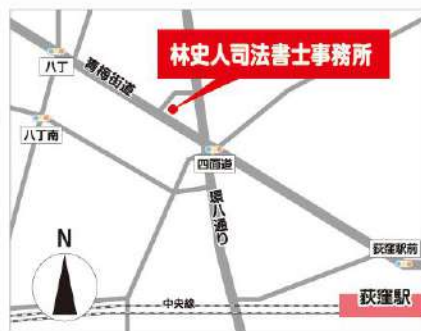 林史人司法書士事務所
八丁
青梅街道
八丁南
四面道
環八通り
荻窪駅前
N
中央線
荻窪駅